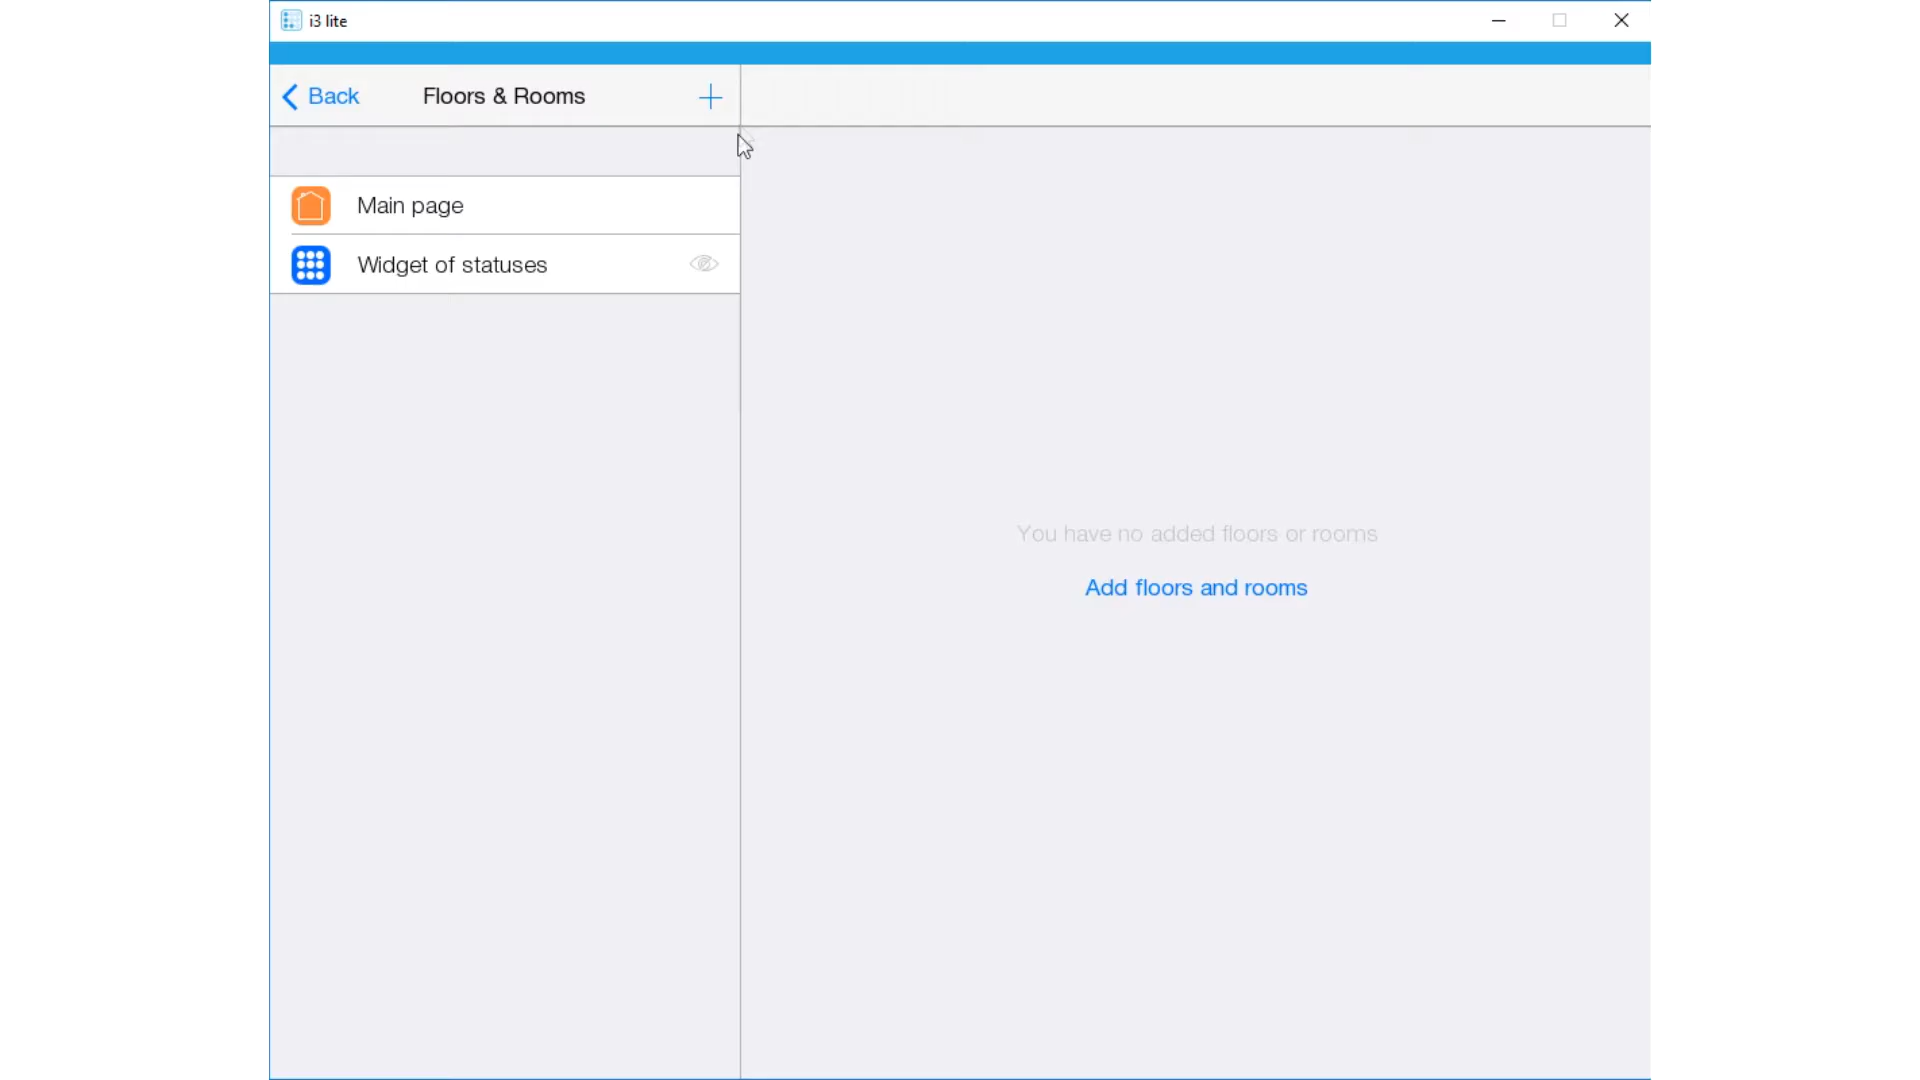 i3 lite
Back
Floors & Rooms
Main page
Widget of statuses
You have no added floors or rooms
Add floors and rooms